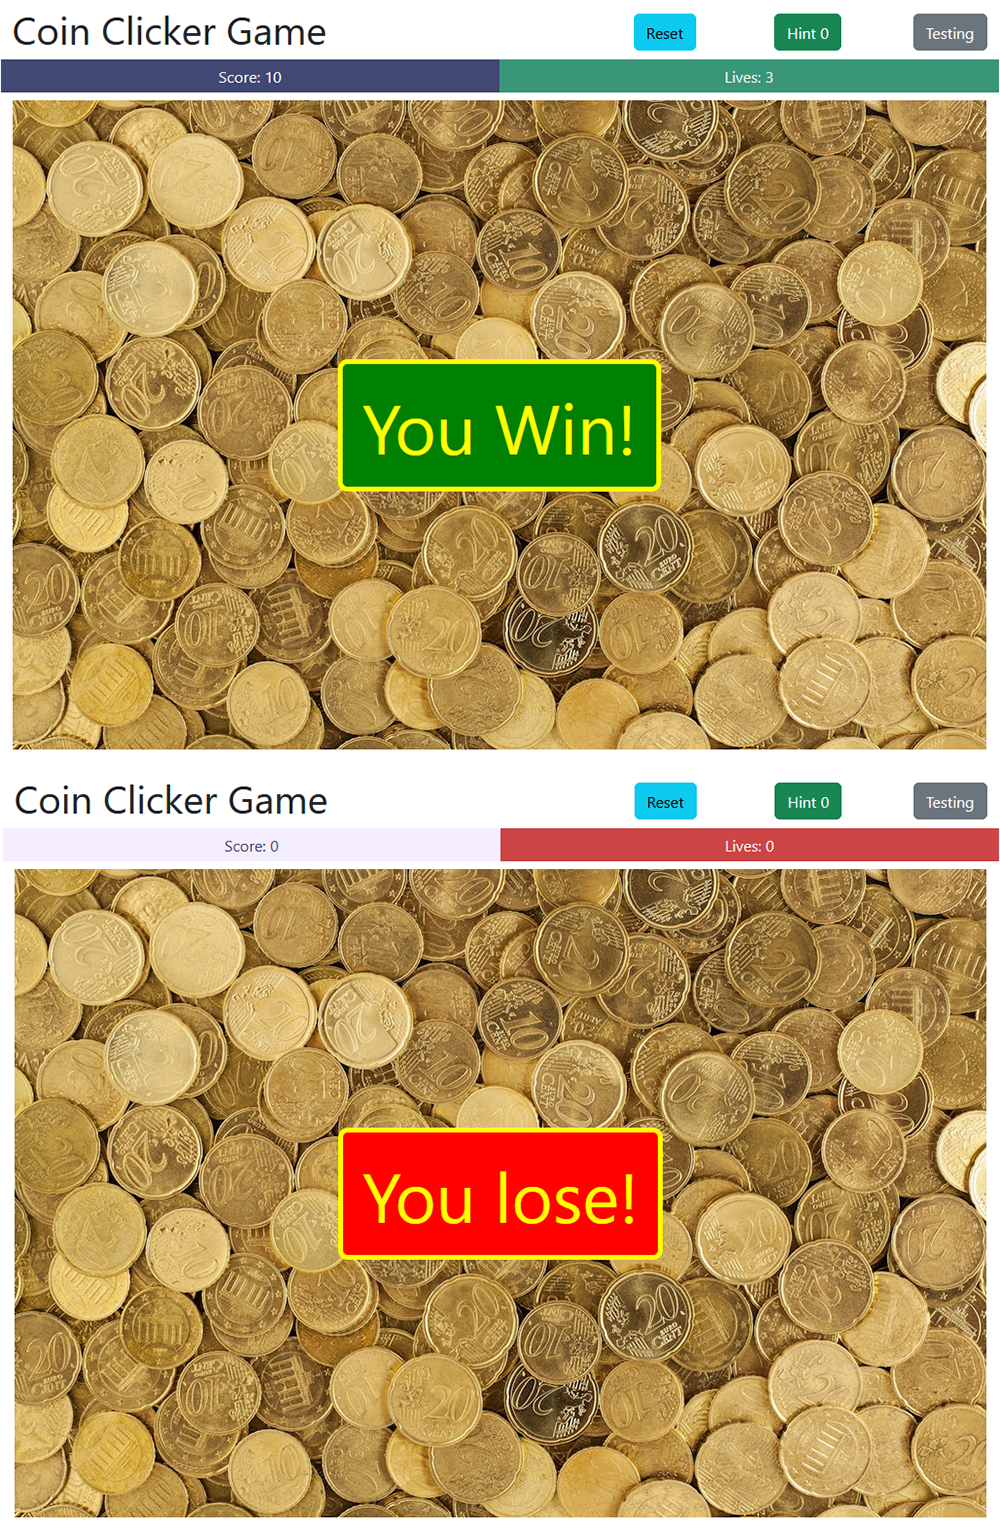 Coin Clicker Game
Reset
Hint 0
Testing
Score: 10
Lives: 3
You Win!
Coin Clicker Game
Reset
Hint 0
Testing
Score: 0
Lives: 0
You lose!